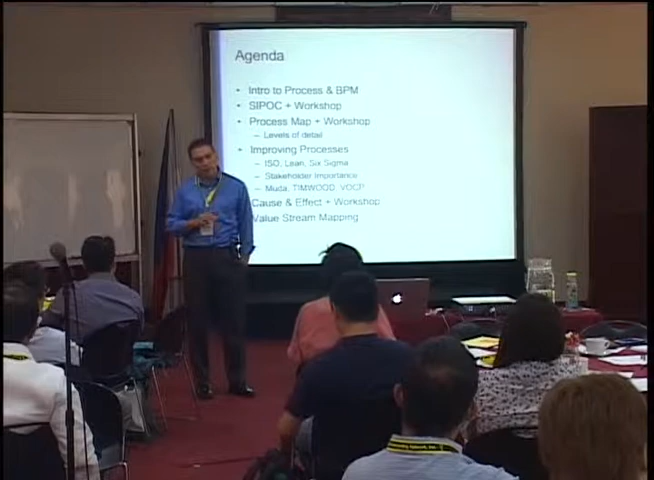 Agenda
• Intro to Process & BPM
• SIPOC + Workshop
• Process Map + Workshop
– Levels of detail
• Improving Processes
– ISO, Lean, Six Sigma
– Stakeholder Importance
– Muda, TIMWOOD, VOCP
Cause & Effect + Workshop
Value Stream Mapping